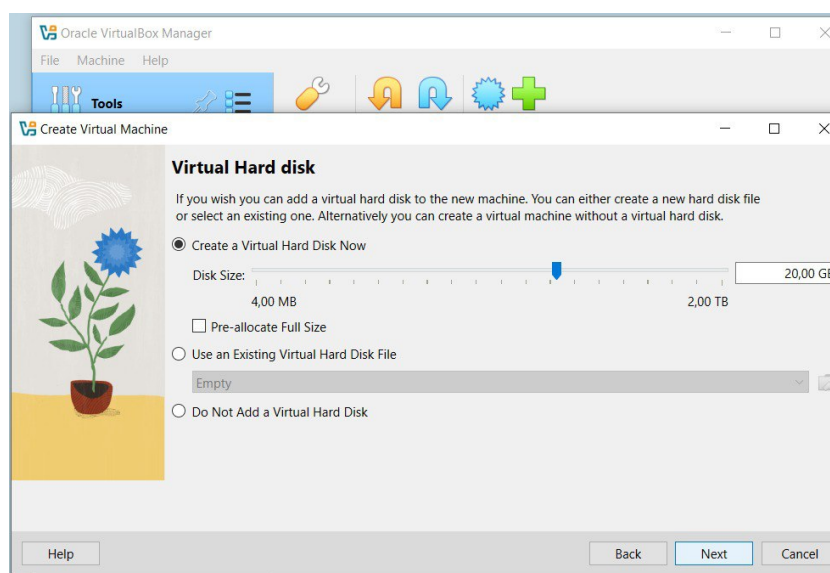 Oracle VirtualBox Manager
File Machine Help
Tools
Create Virtual Machine
Virtual Hard disk
If you wish you can add a virtual hard disk to the new machine. You can either create a new hard disk file
or select an existing one. Alternatively you can create a virtual machine without a virtual hard disk.
Create a Virtual Hard Disk Now
Disk Size: 20,00 GB
4,00 MB 2,00 TB
Pre-allocate Full Size
Use an Existing Virtual Hard Disk File
Empty
Do Not Add a Virtual Hard Disk
Help Back Next Cancel